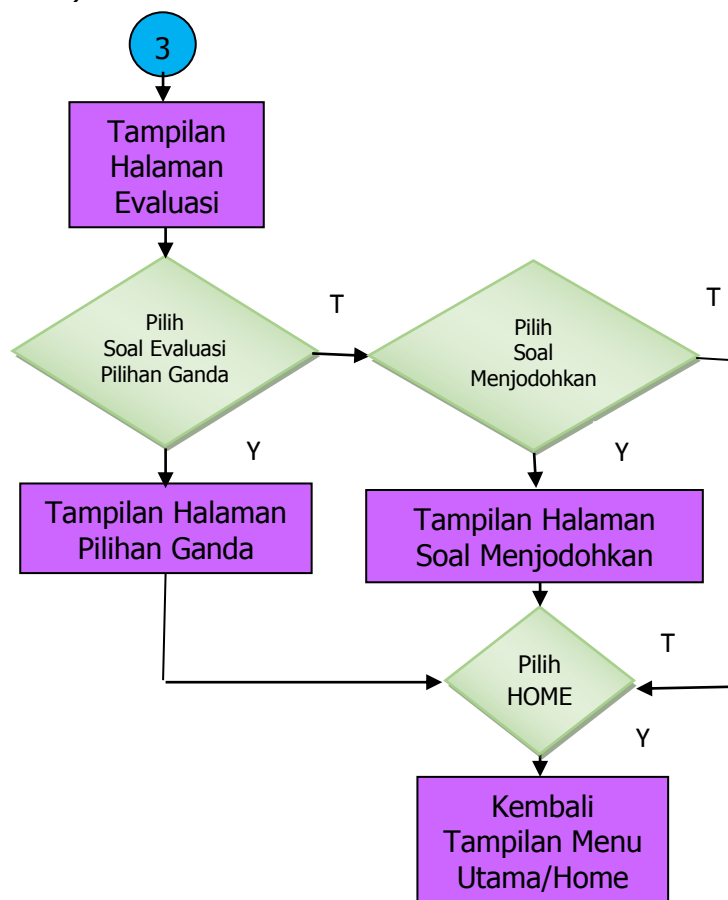 3
Tampilan
Halaman
Evaluasi
Pilih
Soal Evaluasi
Pilihan Ganda
T
Pilih
Soal
Menjodohkan
T
Y
Y
Tampilan Halaman
Pilihan Ganda
Tampilan Halaman
Soal Menjodohkan
Pilih
HOME
T
Y
Kembali
Tampilan Menu
Utama/Home